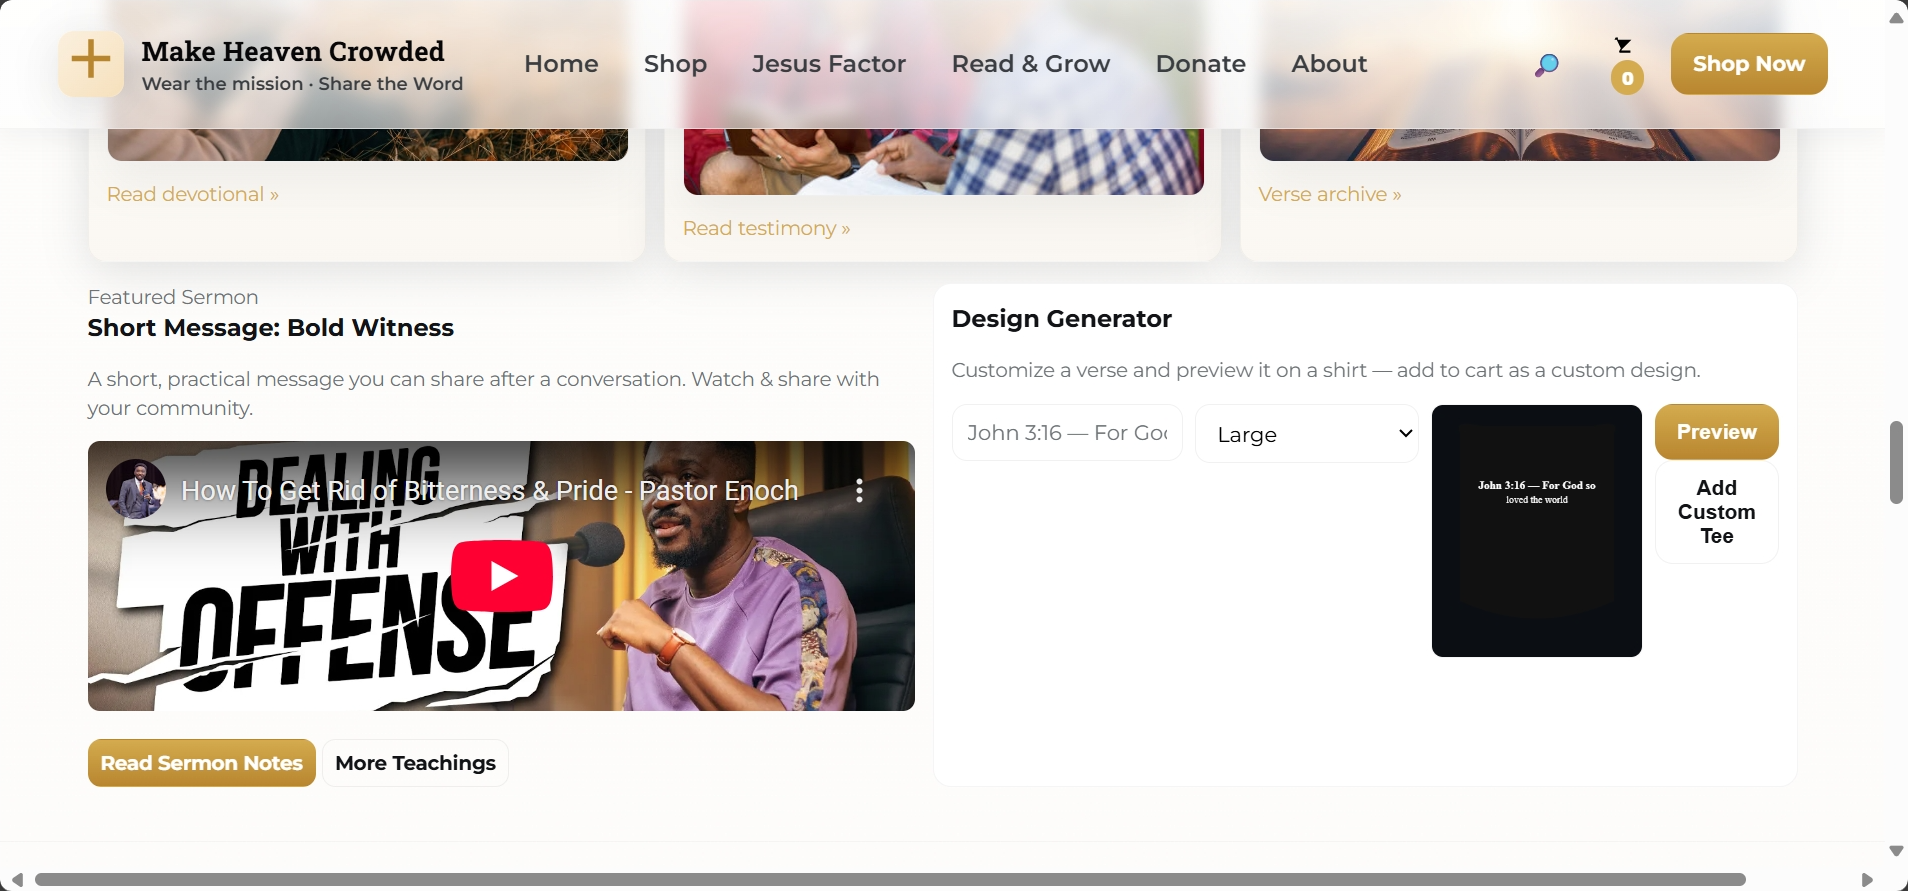 Make Heaven Crowded
Wear the mission · Share the Word
Home
Shop
Jesus Factor
Read & Grow
Donate
About
0
Shop Now
Read devotional »
Read testimony »
Verse archive »
Featured Sermon
Short Message: Bold Witness
A short, practical message you can share after a conversation. Watch & share with
your community.
How To Get Rid of Bitterness & Pride - Pastor Enoch
DEALING
WITH
OFFENSE
Read Sermon Notes
More Teachings
Design Generator
Customize a verse and preview it on a shirt — add to cart as a custom design.
John 3:16 — For God
Large
John 3:16 — For God so
loved the world
Preview
Add
Custom
Tee